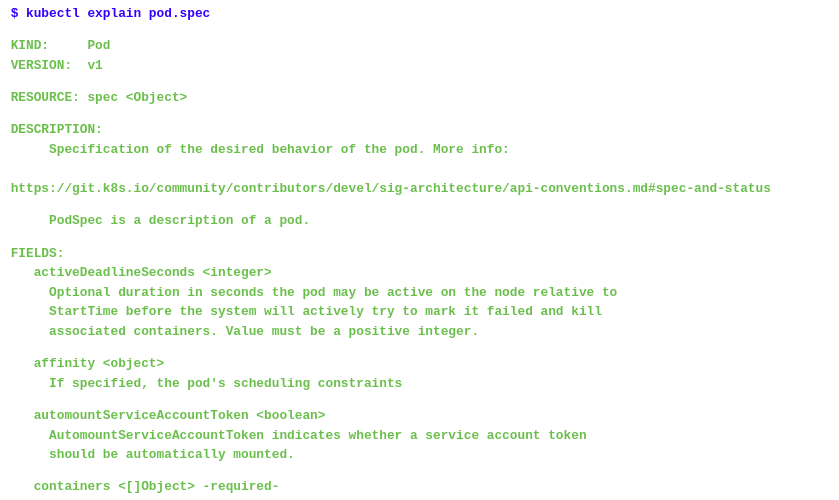 $ kubectl explain pod.spec
KIND:     Pod
VERSION:  v1
RESOURCE: spec <Object>
DESCRIPTION:
     Specification of the desired behavior of the pod. More info:
https://git.k8s.io/community/contributors/devel/sig-architecture/api-conventions.md#spec-and-status
     PodSpec is a description of a pod.
FIELDS:
   activeDeadlineSeconds <integer>
     Optional duration in seconds the pod may be active on the node relative to
     StartTime before the system will actively try to mark it failed and kill
     associated containers. Value must be a positive integer.
   affinity <object>
     If specified, the pod's scheduling constraints
   automountServiceAccountToken <boolean>
     AutomountServiceAccountToken indicates whether a service account token
     should be automatically mounted.
   containers <[]Object> -required-